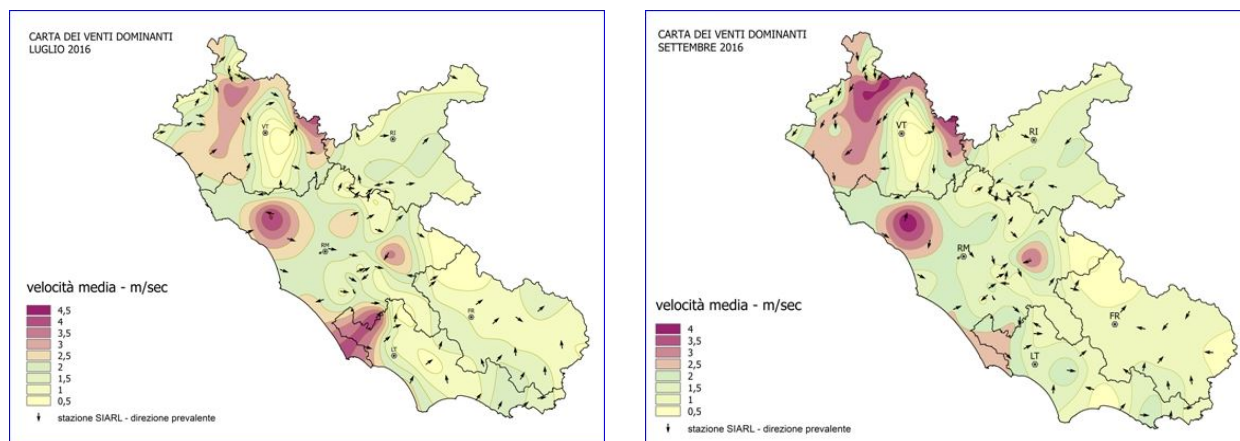 CARTA DEI VENTI DOMINANTI
LUGLIO 2016
VT
RI
RM
FR
LT
velocità media - m/sec
4,5
4
3,5
3
2,5
2
1,5
1
0,5
stazione SIARL - direzione prevalente
CARTA DEI VENTI DOMINANTI
SETTEMBRE 2016
VT
RI
RM
FR
LT
velocità media - m/sec
4
3,5
3
2,5
2
1,5
1
0,5
stazione SIARL - direzione prevalente